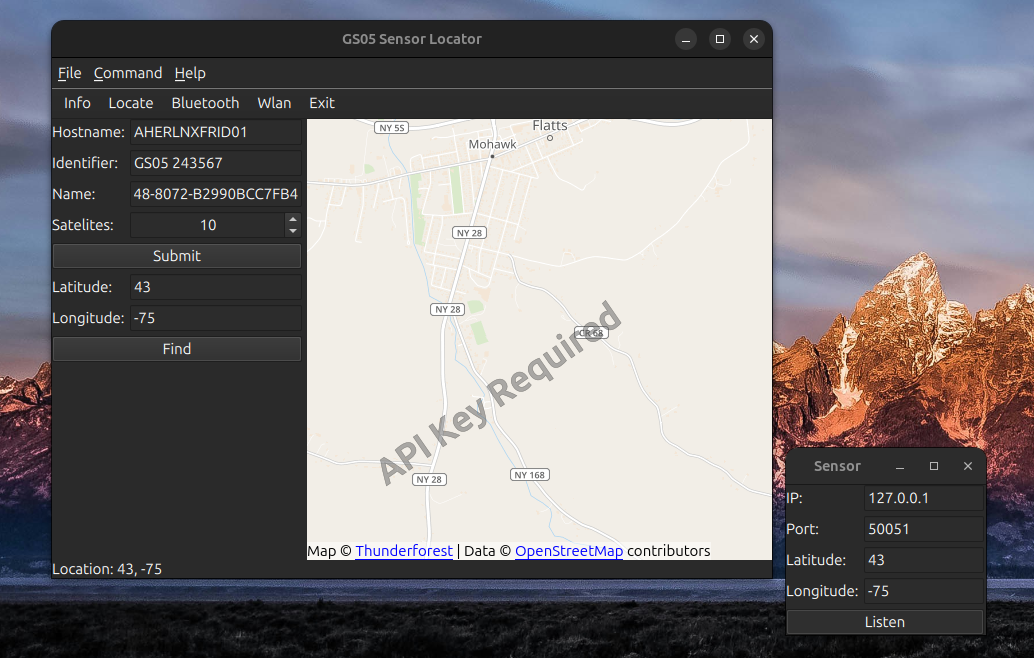 GS05 Sensor Locator
File Command Help
Info Locate Bluetooth Wlan Exit
Hostname: AHERLNXFRID01
Identifier: GS05 243567
Name: 48-8072-B2990BCC7FB4
Satelites: 10
Submit
Latitude: 43
Longitude: -75
Find
NY 5S
Flatts
Mohawk
NY 28
NY 28
CR 68
API Key Required
NY 28
NY 168
Map © Thunderforest | Data © OpenStreetMap contributors
Location: 43, -75
Sensor
IP: 127.0.0.1
Port: 50051
Latitude: 43
Longitude: -75
Listen